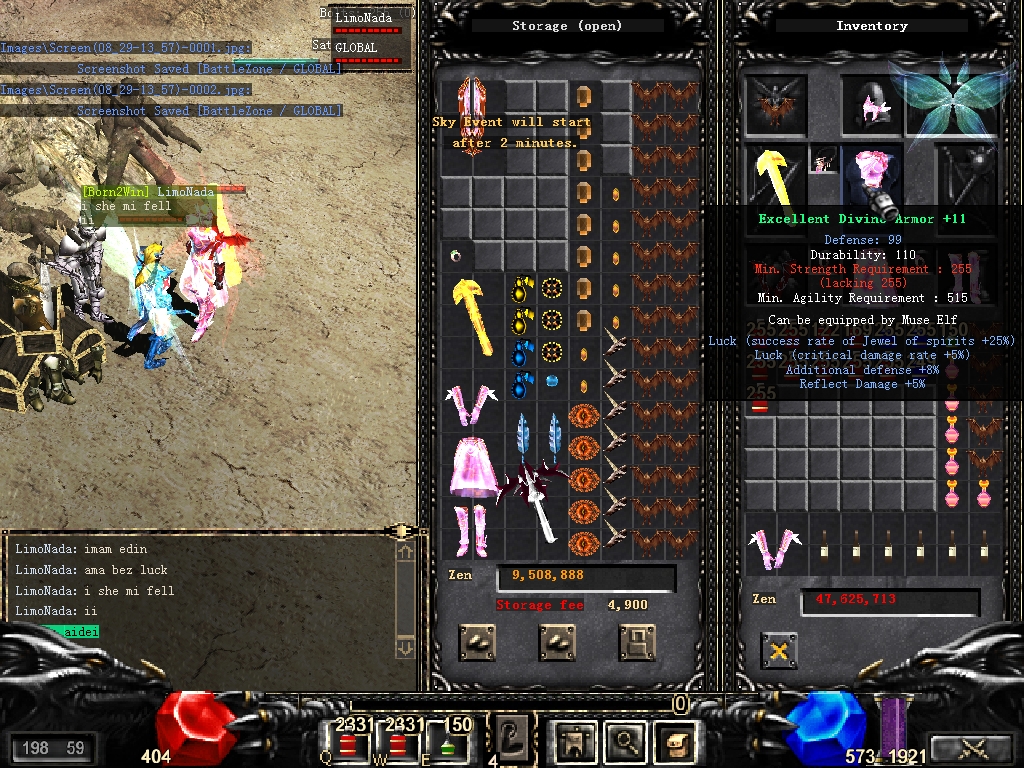 LimoNada
GLOBAL
Images\Screen(08_29-13_57)-0001.jpg:
Screenshot Saved [BattleZone / GLOBAL]
Images\Screen(08_29-13_57)-0002.jpg:
Screenshot Saved [BattleZone / GLOBAL]
[Born2Win] LimoNada
i she mi fell
ii
LimoNada: imam edin
LimoNada: ama bez luck
LimoNada: i she mi fell
LimoNada: ii
aidei
Storage (open)
Sky Event will start
after 2 minutes.
Zen
9,508,888
Storage fee
4,900
Inventory
Excellent Divine Armor +11
Defense: 99
Durability: 110
Min. Strength Requirement : 255
(lacking 255)
Min. Agility Requirement : 515
Can be equipped by Muse Elf
Luck (success rate of Jewel of spirits +25%)
Luck (critical damage rate +5%)
Additional defense +8%
Reflect Damage +5%
255
Zen
47,625,713
198 59
404
2331
2331
150
Q
W
E
4
0
573
1921